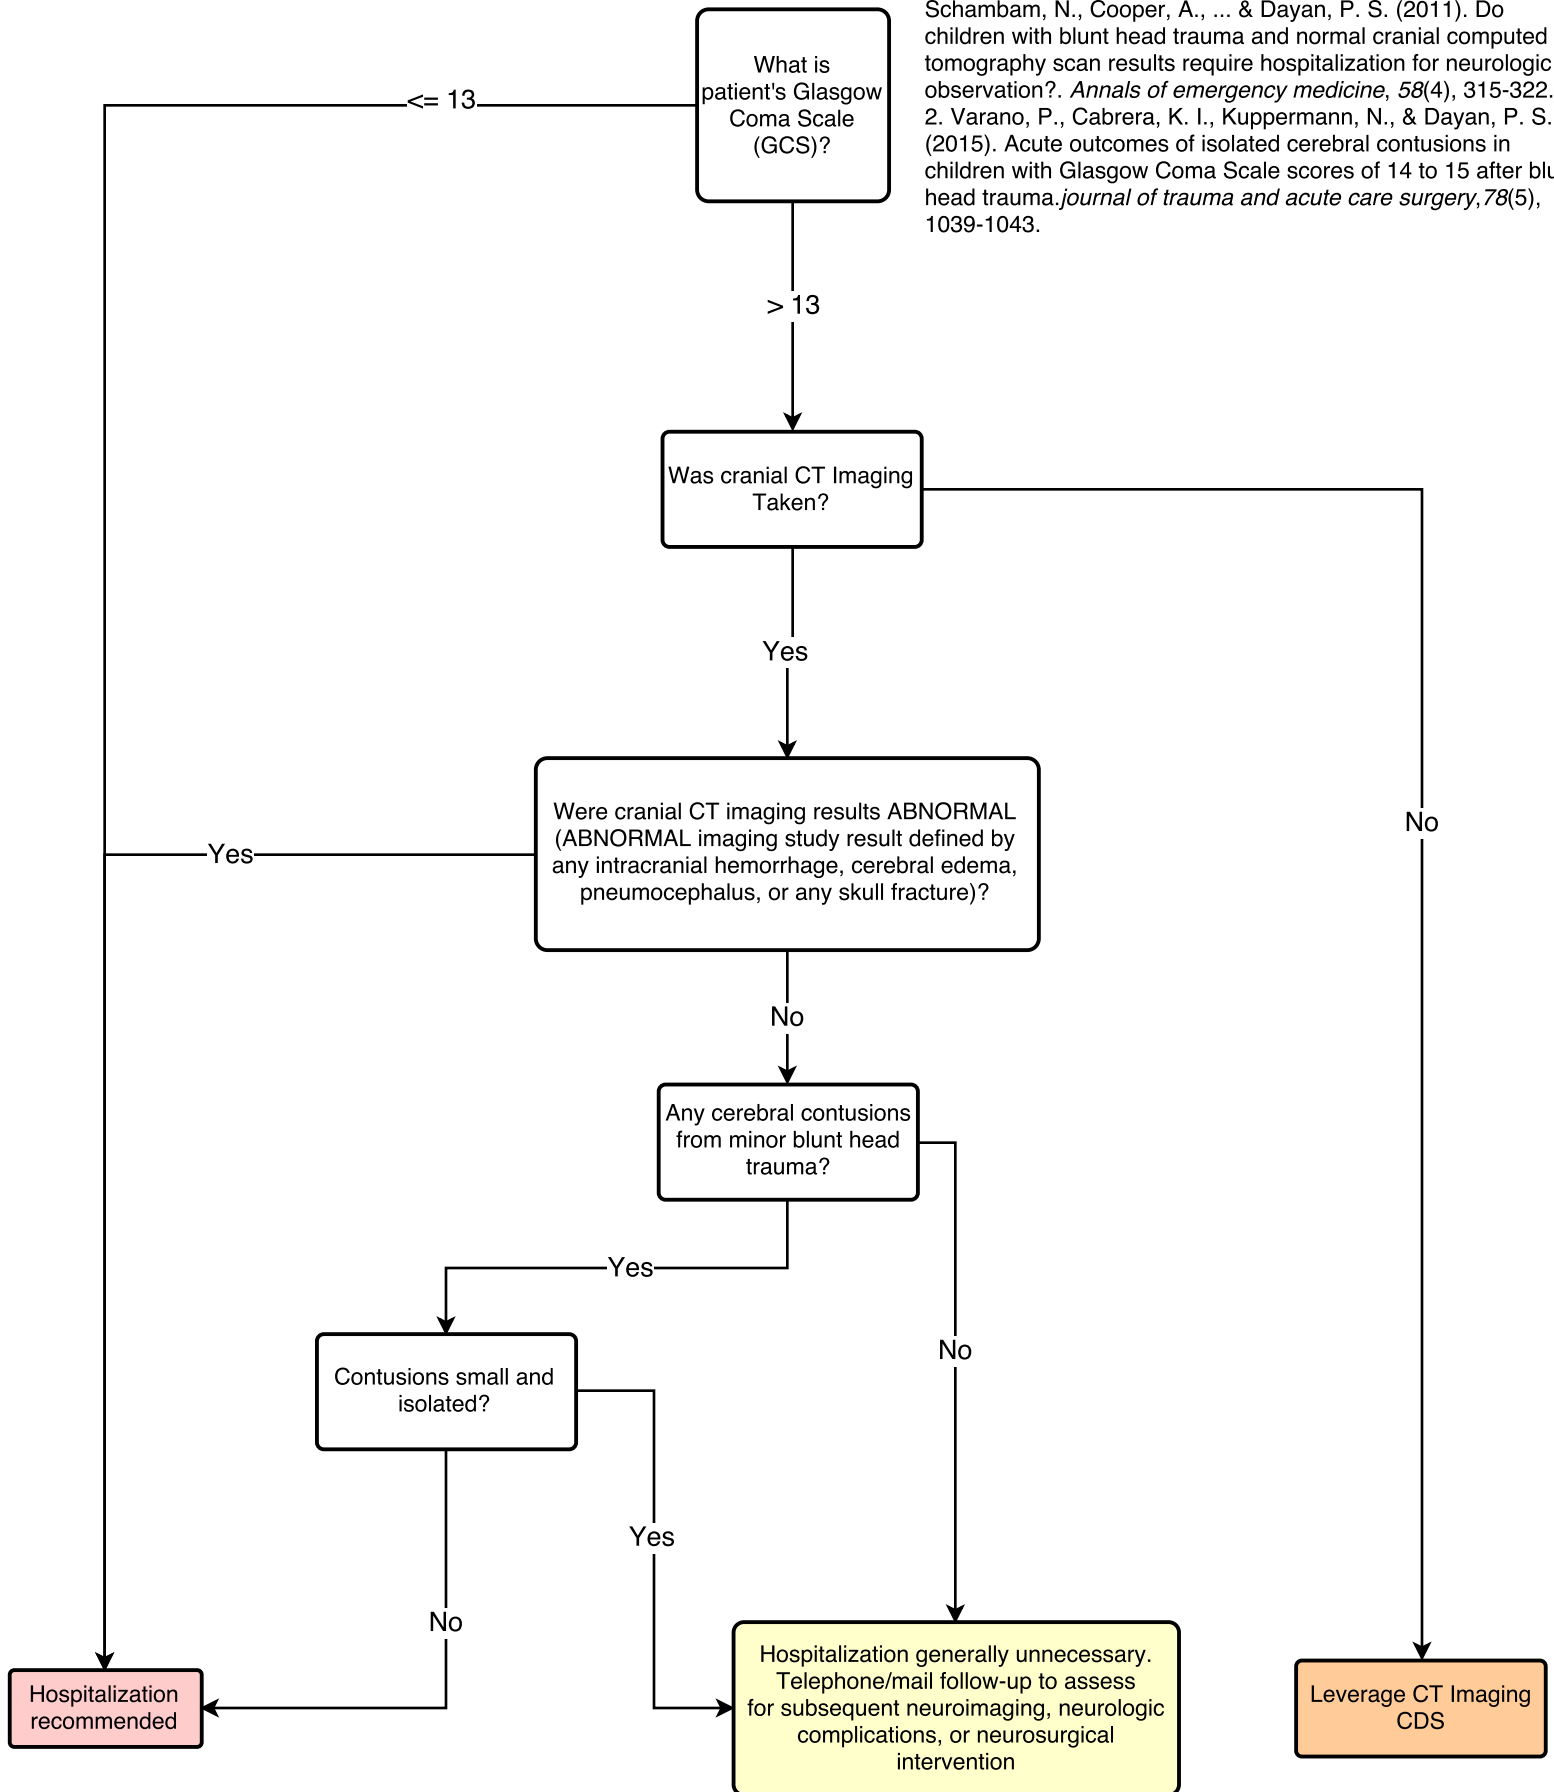 Schambam, N., Cooper, A., ... & Dayan, P. S. (2011). Do
children with blunt head trauma and normal cranial computed
tomography scan results require hospitalization for neurologic
observation?. Annals of emergency medicine, 58(4), 315-322.
2. Varano, P., Cabrera, K. I., Kuppermann, N., & Dayan, P. S.
(2015). Acute outcomes of isolated cerebral contusions in
children with Glasgow Coma Scale scores of 14 to 15 after
head trauma.journal of trauma and acute care surgery,78(5),
1039-1043.
What is
patient's Glasgow
Coma Scale
(GCS)?
<= 13
> 13
Was cranial CT Imaging
Taken?
Yes
No
Were cranial CT imaging results ABNORMAL
(ABNORMAL imaging study result defined by
any intracranial hemorrhage, cerebral edema,
pneumocephalus, or any skull fracture)?
Yes
No
Any cerebral contusions
from minor blunt head
trauma?
Yes
No
Contusions small and
isolated?
Yes
No
Hospitalization
recommended
Hospitalization generally unnecessary.
Telephone/mail follow-up to assess
for subsequent neuroimaging, neurologic
complications, or neurosurgical
intervention
Leverage CT Imaging
CDS